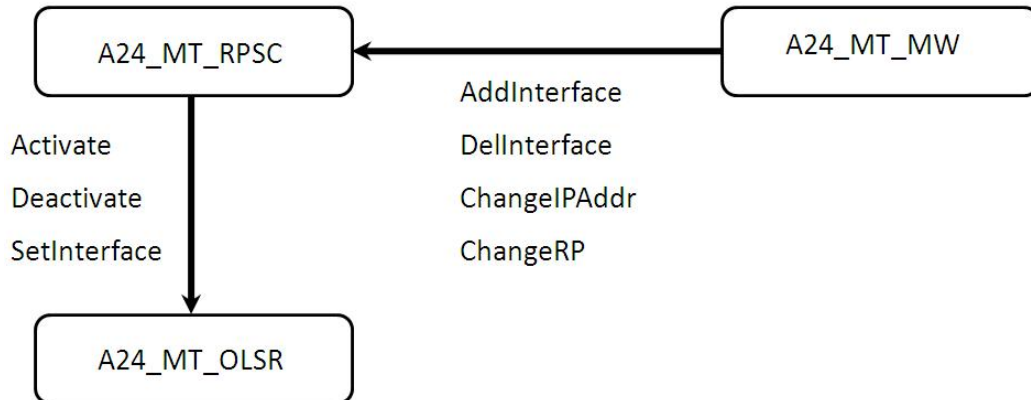 A24_MT_RPSC
A24_MT_MW
AddInterface
DelInterface
ChangeIPAddr
ChangeRP
Activate
Deactivate
SetInterface
A24_MT_OLSR